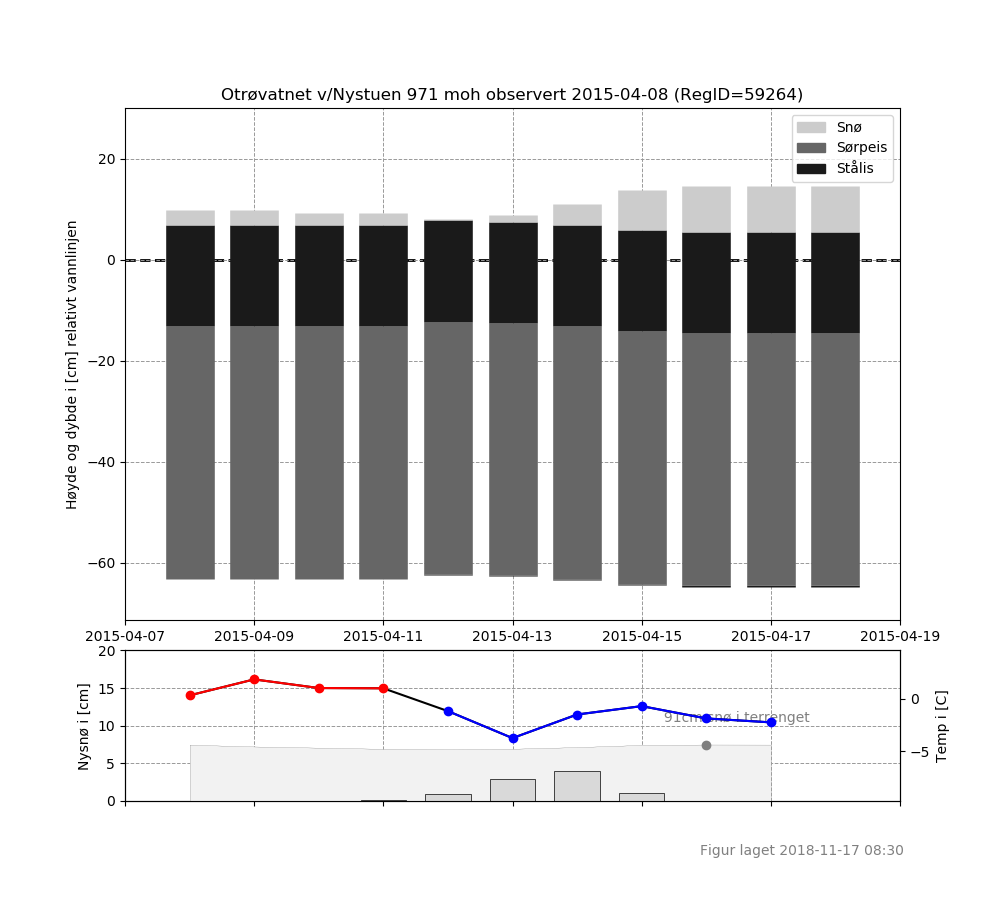 Otrøvatnet v/Nystuen 971 moh observert 2015-04-08 (RegID=59264)
Snø
Sørpeis
Stålis
Høyde og dybde i [cm] relativt vannlinjen
20
0
−20
−40
−60
2015-04-07 2015-04-09 2015-04-11 2015-04-13 2015-04-15 2015-04-17 2015-04-19
Nysnø i [cm]
20
15
10
5
0
91cm snø i terrenget
0
−5
Temp i [C]
Figur laget 2018-11-17 08:30